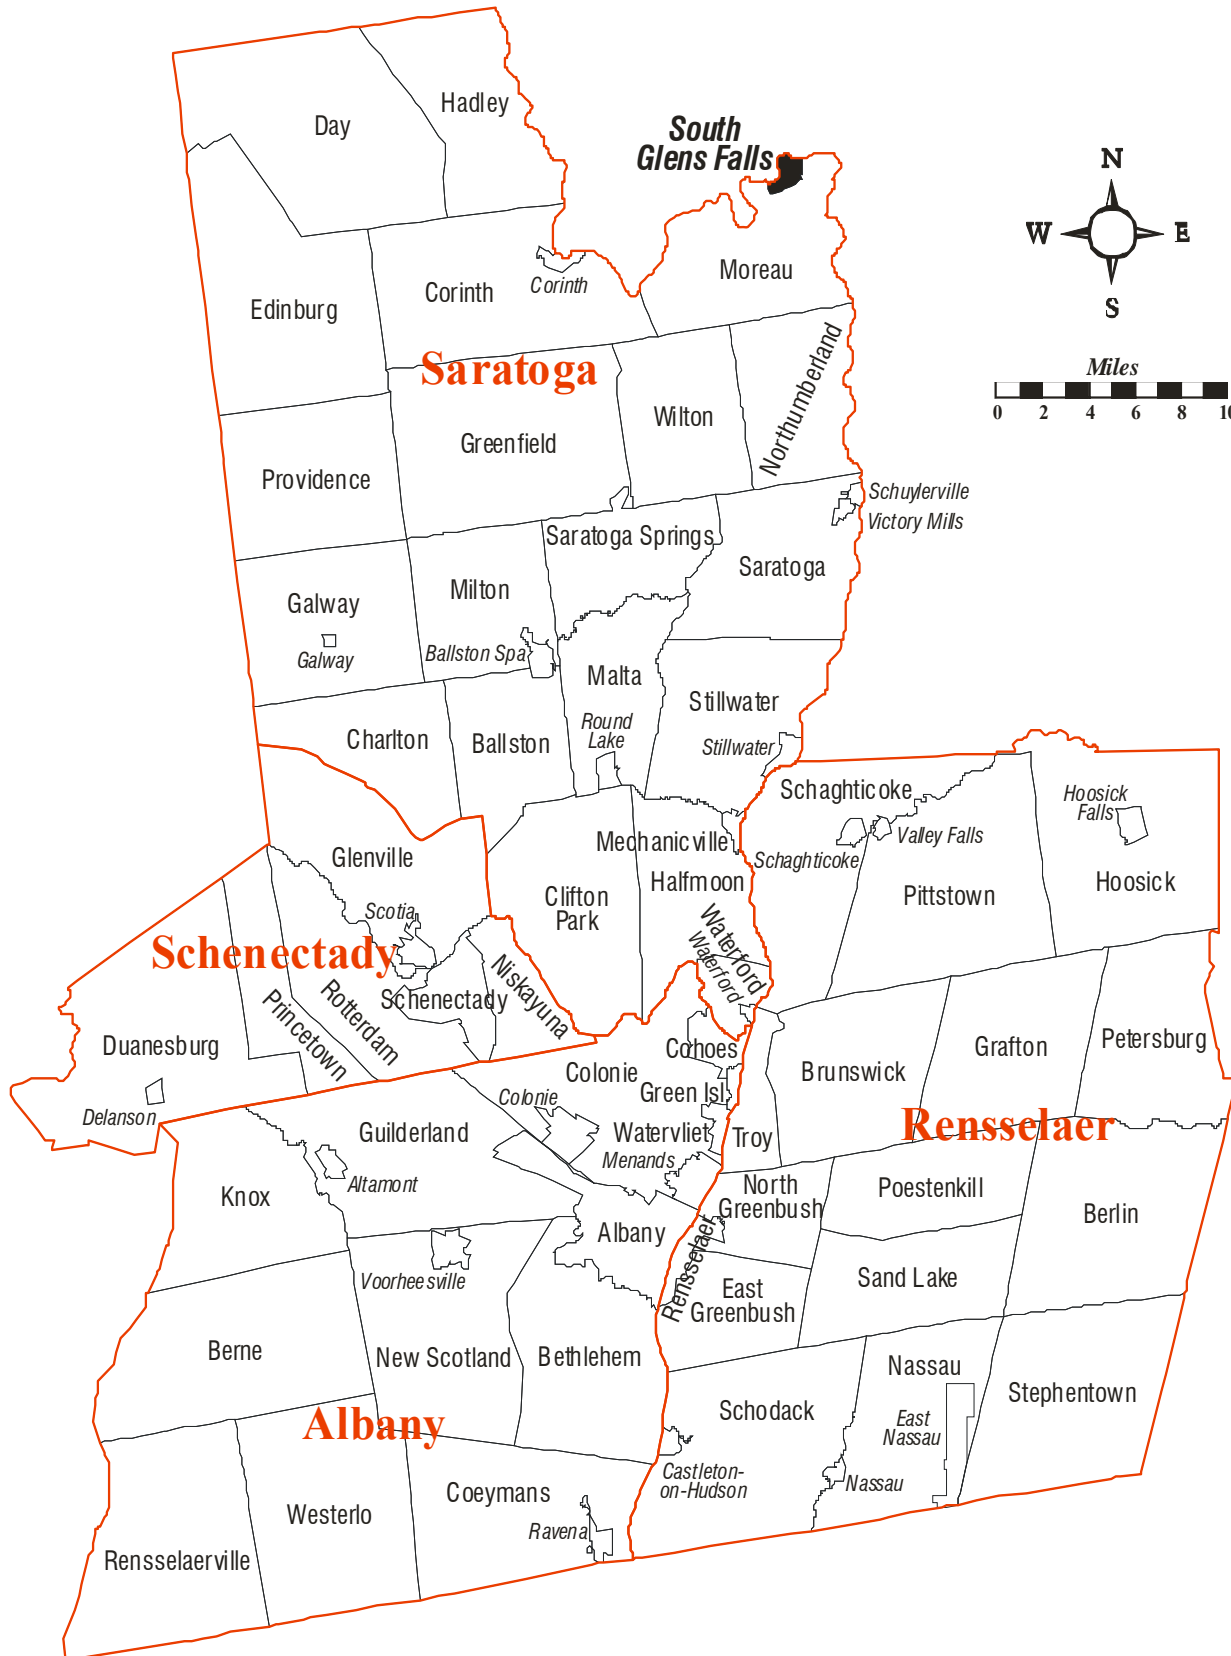 Hadley
Day
South
Glens Falls
N
W
E
S
Moreau
Corinth
Corinth
Edinburg
Northumberland
Saratoga
Miles
0 2 4 6 8 10
Wilton
Greenfield
Providence
Schuylerville
Victory Mills
Saratoga Springs
Saratoga
Milton
Galway
Galway
Ballston Spa
Malta
Stillwater
Round
Lake
Stillwater
Charlton
Ballston
Schaghticoke
Hoosick
Falls
Mechanicville
Valley Falls
Schaghticoke
Glenville
Halfmoon
Hoosick
Pittstown
Clifton
Park
Scotia
Waterford
Waterford
Schenectady
Schenectady
Niskayuna
Rotterdam
Princetown
Duanesburg
Delanson
Cohoes
Colonie
Green Isl.
Colonie
Brunswick
Grafton
Petersburg
Rensselaer
Guilderland
Watervliet
Troy
Menands
Altamont
Knox
North
Greenbush
Poestenkill
Berlin
Albany
Rensselaer
Voorheesville
Sand Lake
East
Greenbush
Berne
New Scotland
Bethlehem
Nassau
Stephentown
Schodack
East
Nassau
Albany
Castleton-
on-Hudson
Nassau
Coeymans
Westerlo
Ravena
Rensselaerville